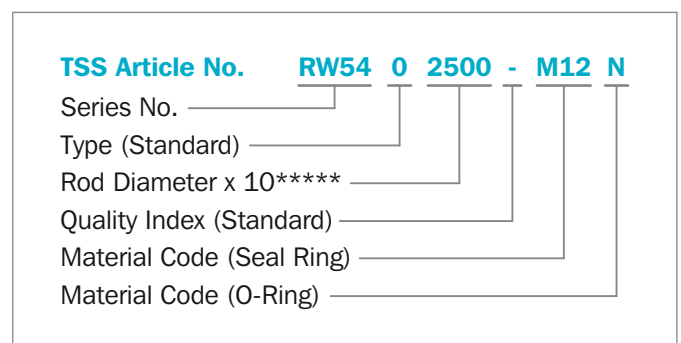 TSS Article No. RW54 0 2500 - M12 N
Series No.
Type (Standard)
Rod Diameter x 10*****
Quality Index (Standard)
Material Code (Seal Ring)
Material Code (O-Ring)